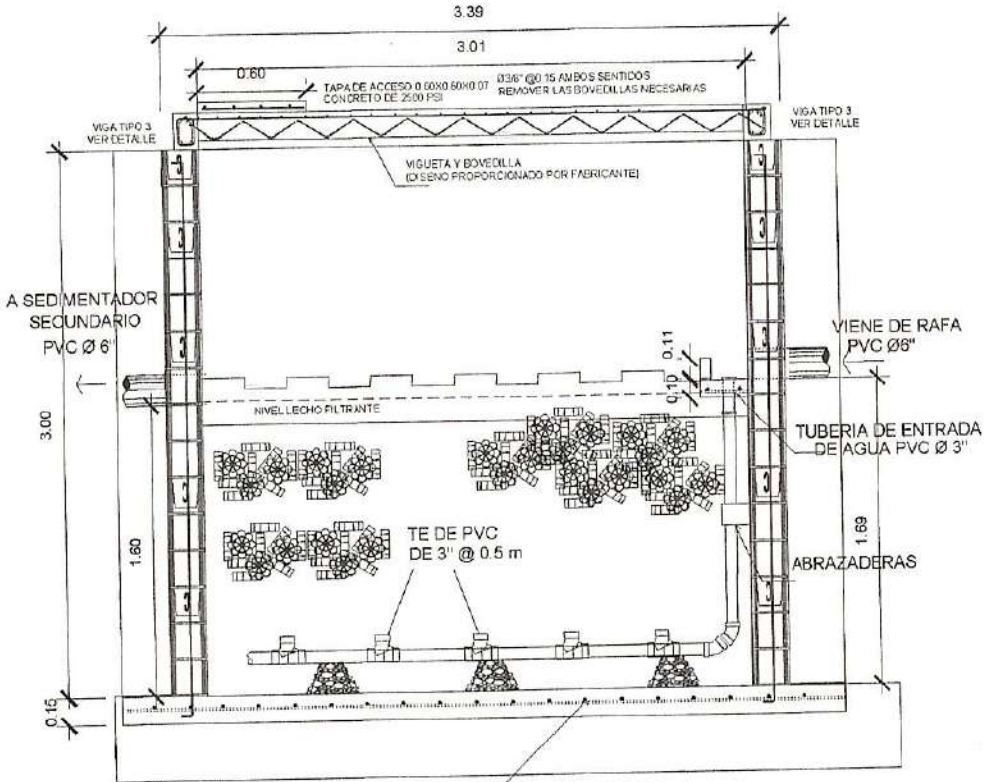 3.39
3.01
0.60
TAPA DE ACCESO 0.60X0.60X0.07
CONCRETO DE 2500 PSI
Ø3/8" @0.15 AMBOS SENTIDOS
REMOVER LAS BOVEDILLAS NECESARIAS
VIGA TIPO 3
VER DETALLE
VIGA TIPO 3
VER DETALLE
VIGUETA Y BOVEDILLA
(DISENO PROPORCIONADO POR FABRICANTE)
A SEDIMENTADOR
SECUNDARIO
PVC Ø 6"
VIENE DE RAFA
PVC Ø6"
0.11
0.10
3.00
NIVEL LECHO FILTRANTE
TUBERIA DE ENTRADA
DE AGUA PVC Ø 3"
TE DE PVC
DE 3" @ 0.5 m
1.60
1.69
ABRAZADERAS
0.15